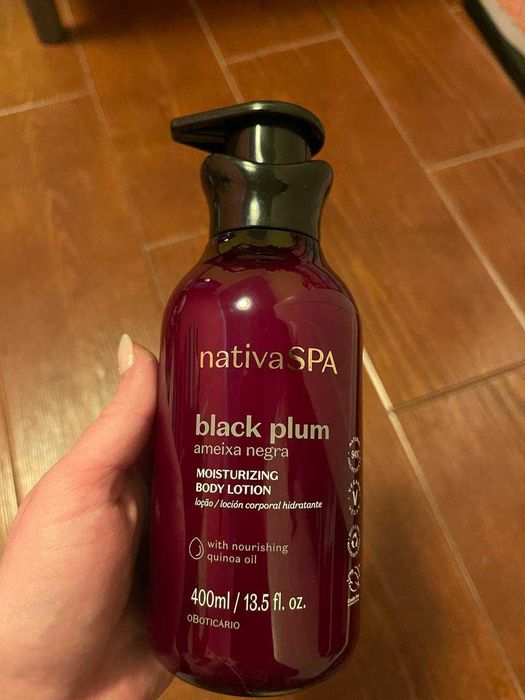 nativaSPA
black plum
ameixa negra
MOISTURIZING
BODY LOTION
loção / loción corporal hidratante
with nourishing
quinoa oil
400ml / 13.5 fl. oz.
oBOTICÁRIO